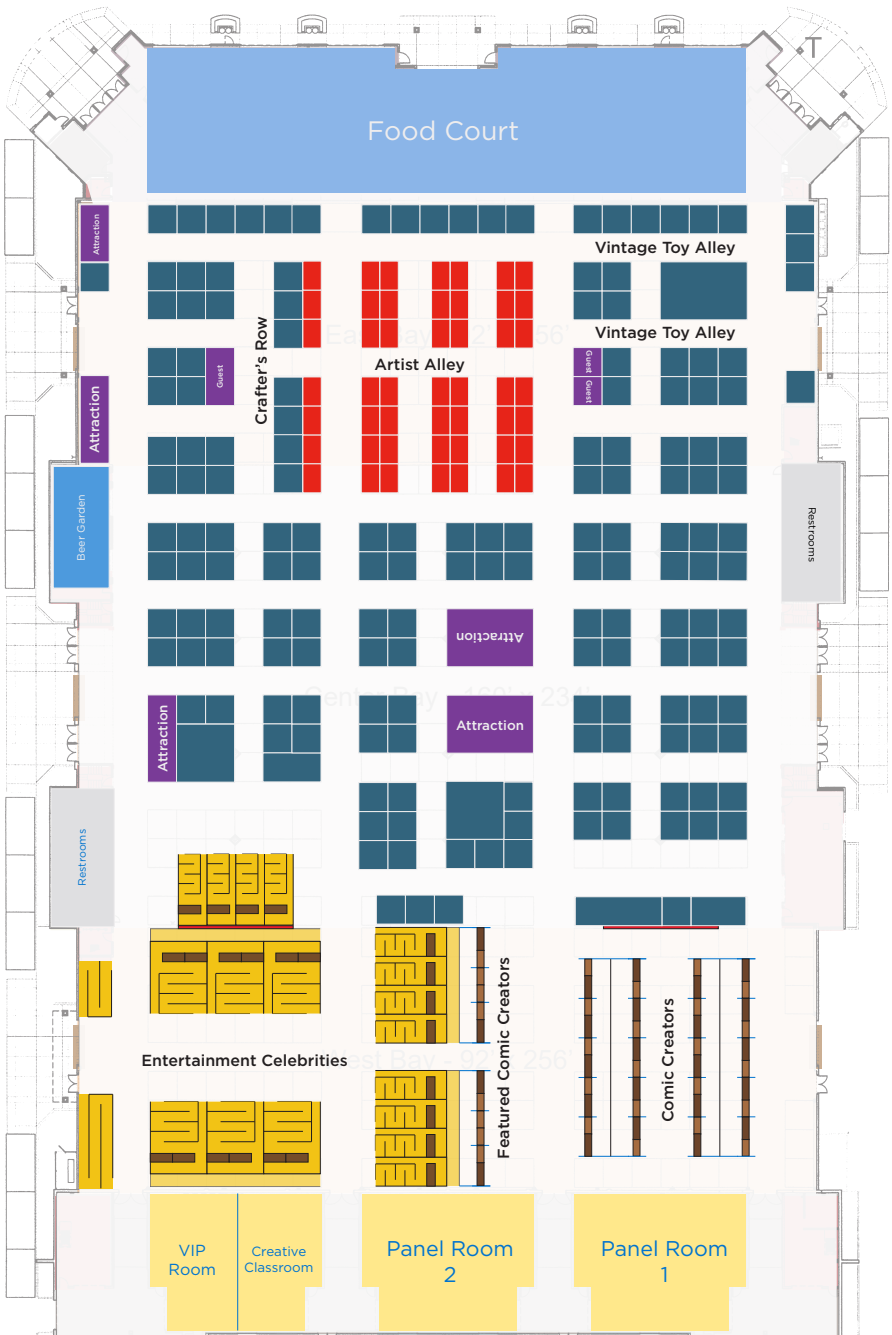 Food Court
Attraction
Vintage Toy Alley
Vintage Toy Alley
Crafter's Row
Artist Alley
Guest
Guest
Guest
Attraction
Beer Garden
Restrooms
Attraction
Attraction
Attraction
Restrooms
Entertainment Celebrities
Featured Comic Creators
Comic Creators
VIP
Room
Creative
Classroom
Panel Room
2
Panel Room
1